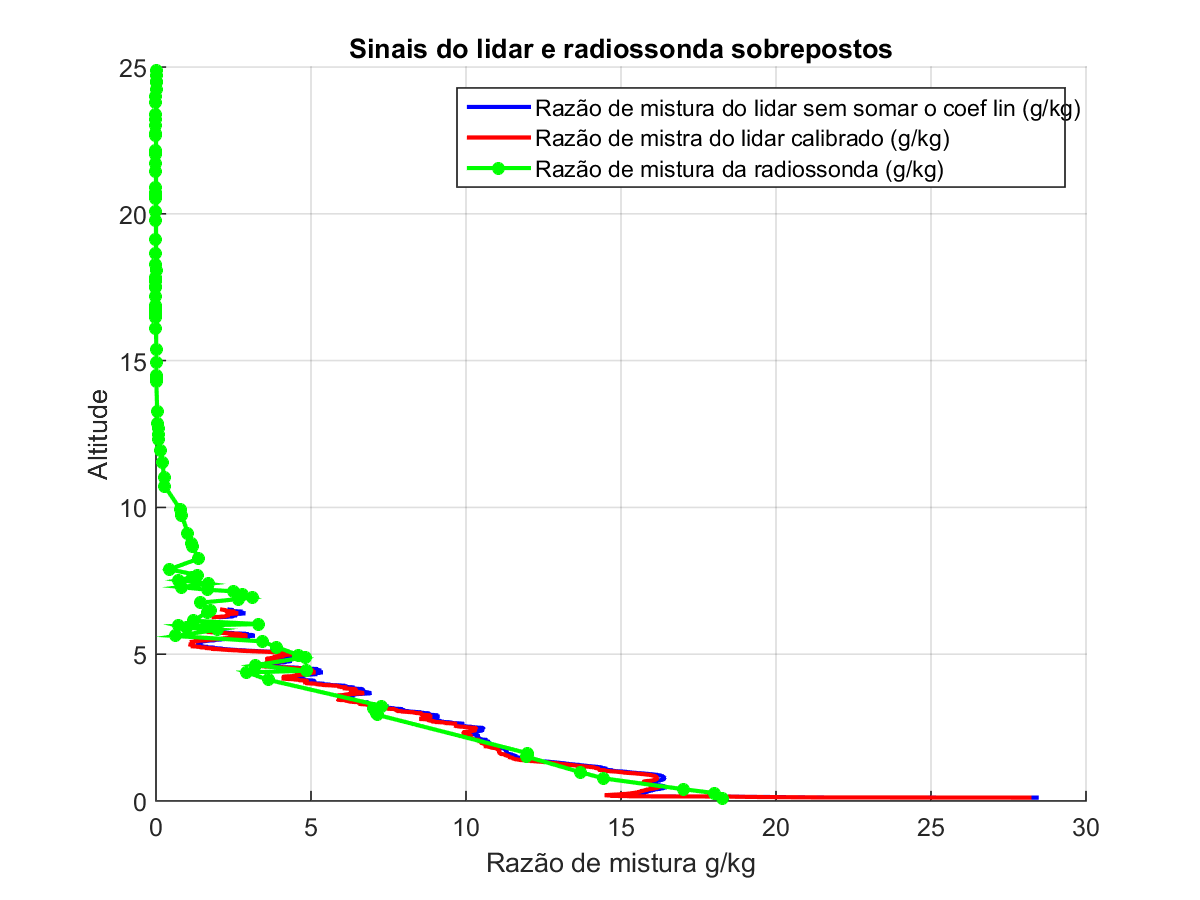 Sinais do lidar e radiossonda sobrepostos
25
20
15
10
5
0
Altitude
Razão de mistura do lidar sem somar o coef lin (g/kg)
Razão de mistra do lidar calibrado (g/kg)
Razão de mistura da radiossonda (g/kg)
0 5 10 15 20 25 30
Razão de mistura g/kg